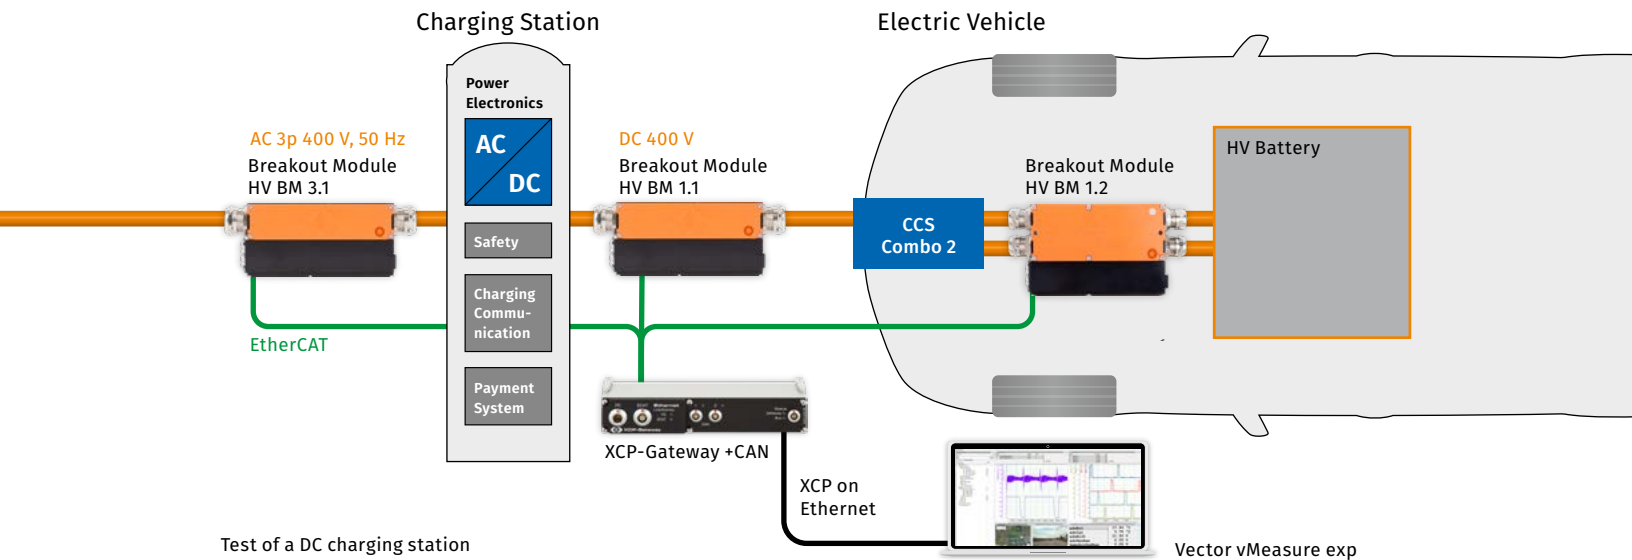 Charging Station
Electric Vehicle
Power
Electronics
AC
DC
Safety
Charging
Commu-
nication
Payment
System
AC 3p 400 V, 50 Hz
Breakout Module
HV BM 3.1
DC 400 V
Breakout Module
HV BM 1.1
CCS
Combo 2
Breakout Module
HV BM 1.2
HV Battery
EtherCAT
XCP-Gateway
XCP-Gateway +CAN
XCP on
Ethernet
Test of a DC charging station
Vector vMeasure exp